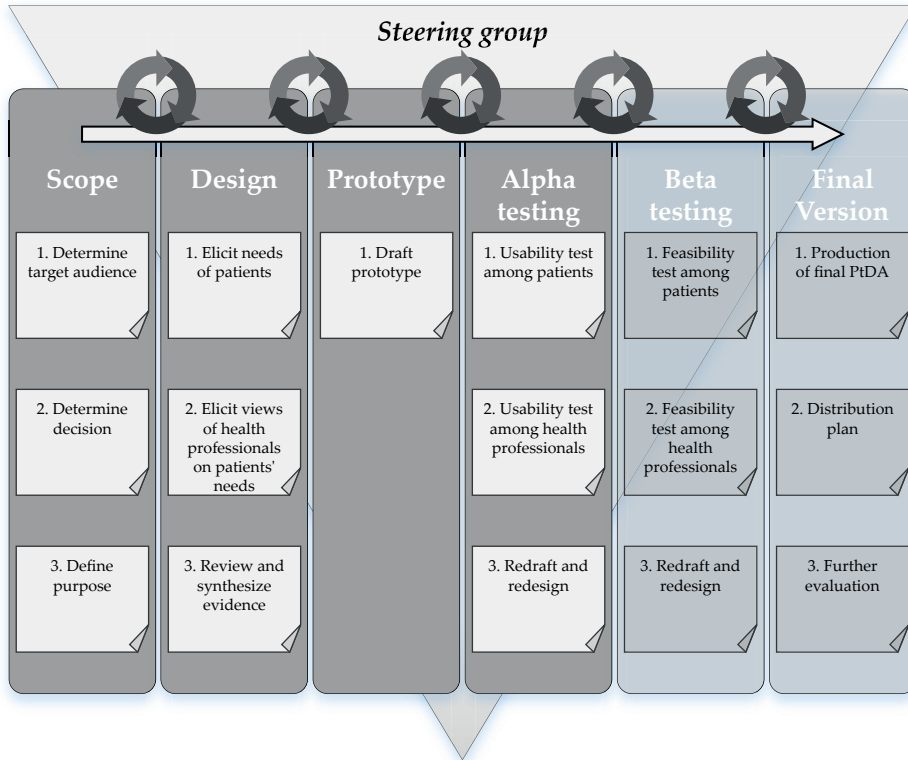 Steering group
Scope
1. Determine
target audience
2. Determine
decision
3. Define
purpose
Design
1. Elicit needs
of patients
2. Elicit views
of health
professionals
on patients'
needs
3. Review and
synthesize
evidence
Prototype
1. Draft
prototype
Alpha
testing
1. Usability test
among patients
2. Usability test
among health
professionals
3. Redraft and
redesign
Beta
testing
1. Feasibility
test among
patients
2. Feasibility
test among
health
professionals
3. Redraft and
redesign
Final
Version
1. Production
of final PtDA
2. Distribution
plan
3. Further
evaluation